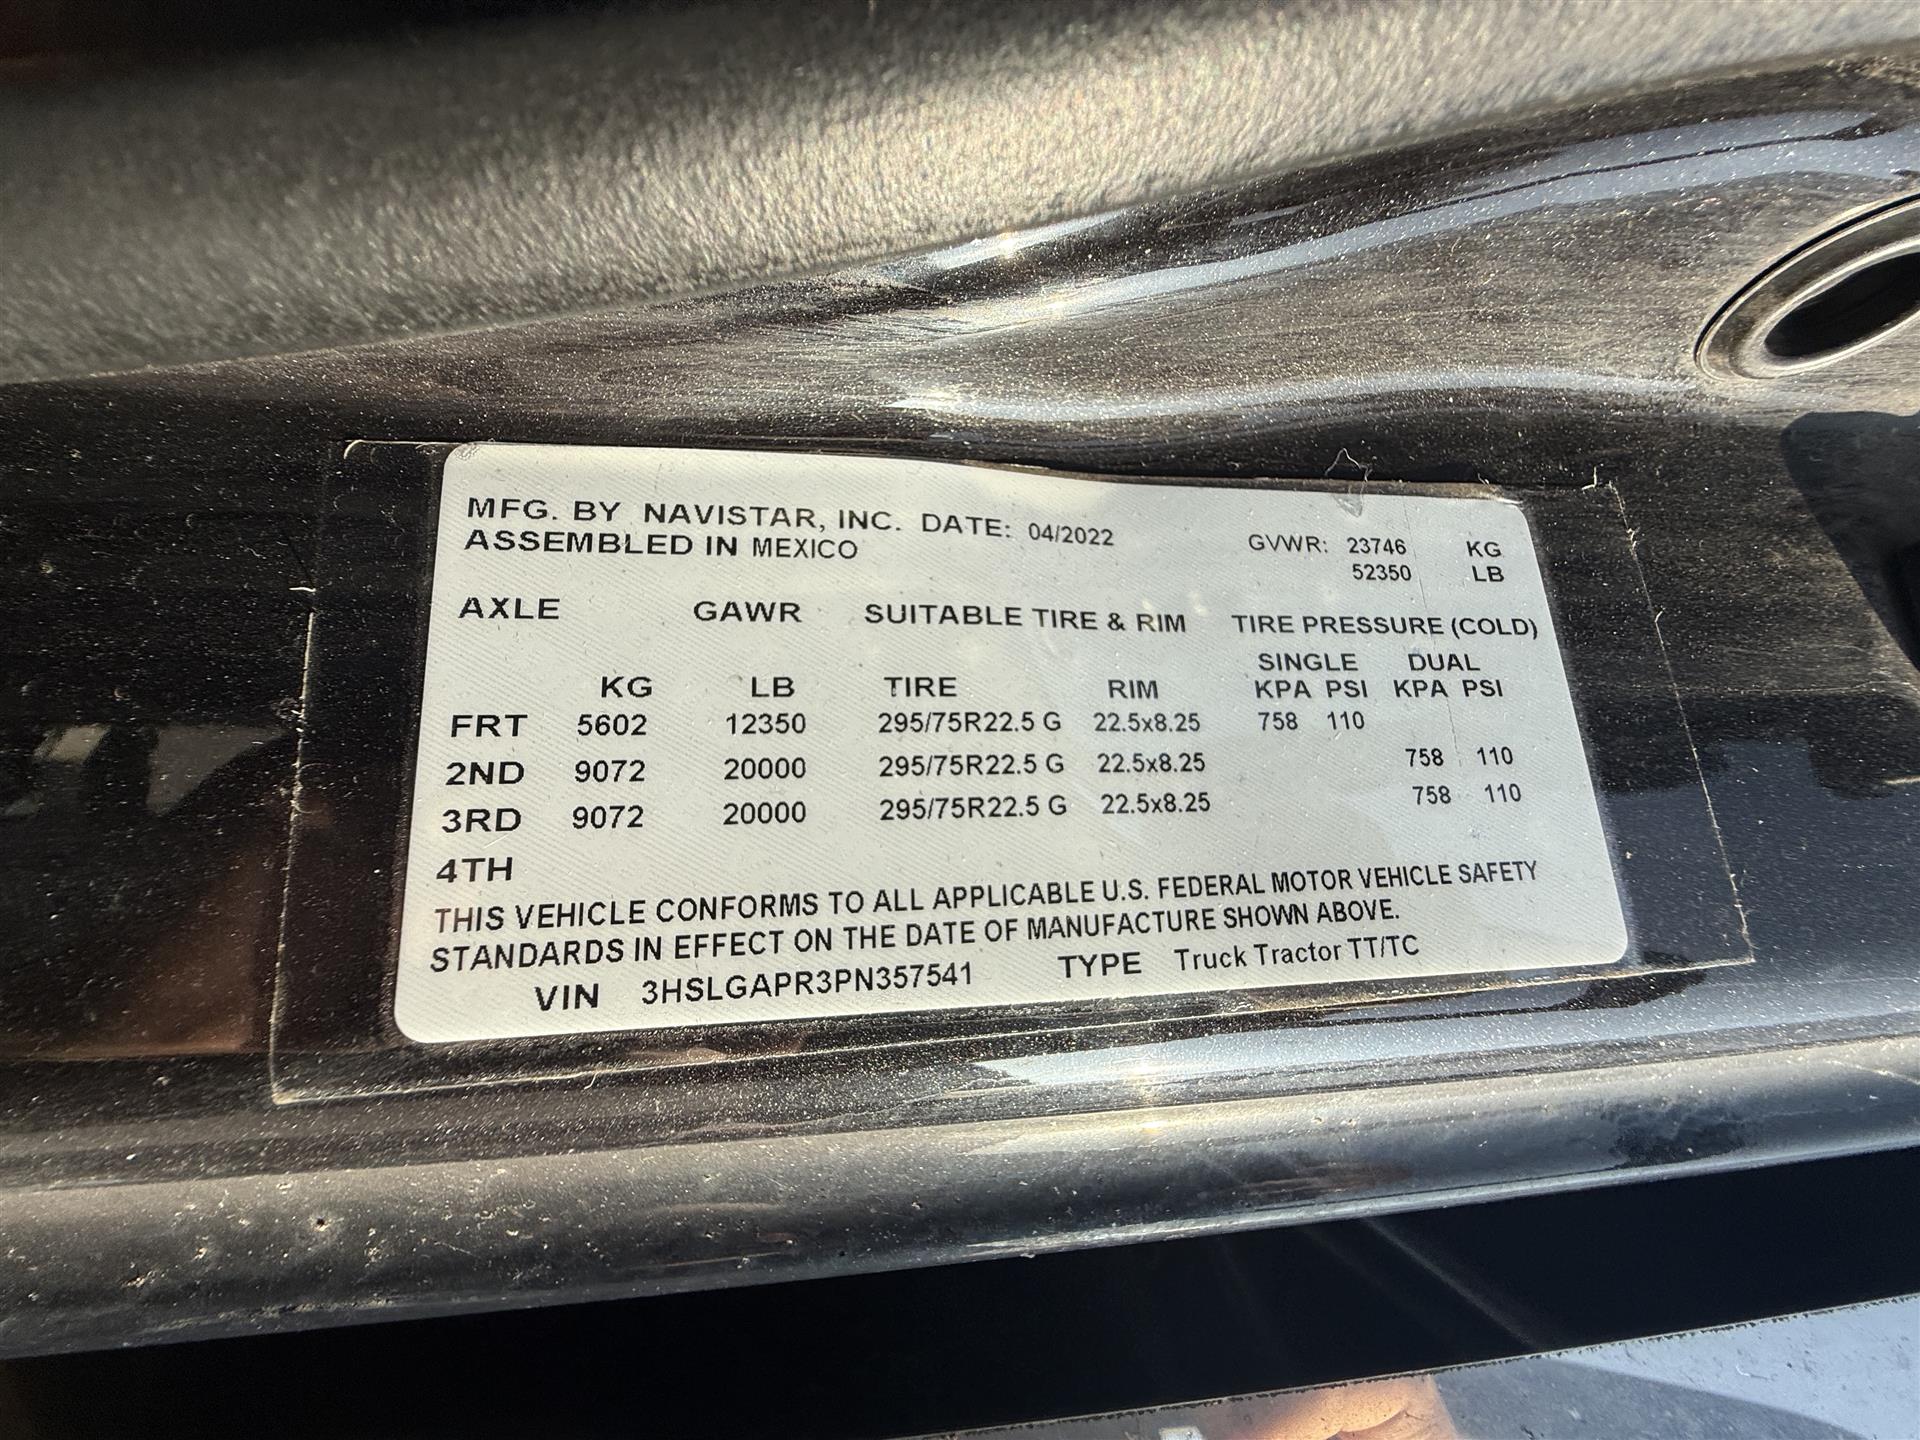 MFG. BY NAVISTAR, INC. DATE: 04/2022
ASSEMBLED IN MEXICO
GVWR: 23746 KG
52350 LB
AXLE GAWR SUITABLE TIRE & RIM TIRE PRESSURE (COLD)
SINGLE DUAL
KG LB TIRE RIM KPA PSI KPA PSI
FRT 5602 12350 295/75R22.5 G 22.5x8.25 758 110
2ND 9072 20000 295/75R22.5 G 22.5x8.25 758 110
3RD 9072 20000 295/75R22.5 G 22.5x8.25 758 110
4TH
THIS VEHICLE CONFORMS TO ALL APPLICABLE U.S. FEDERAL MOTOR VEHICLE SAFETY
STANDARDS IN EFFECT ON THE DATE OF MANUFACTURE SHOWN ABOVE.
VIN 3HSLGAPR3PN357541 TYPE Truck Tractor TT/TC